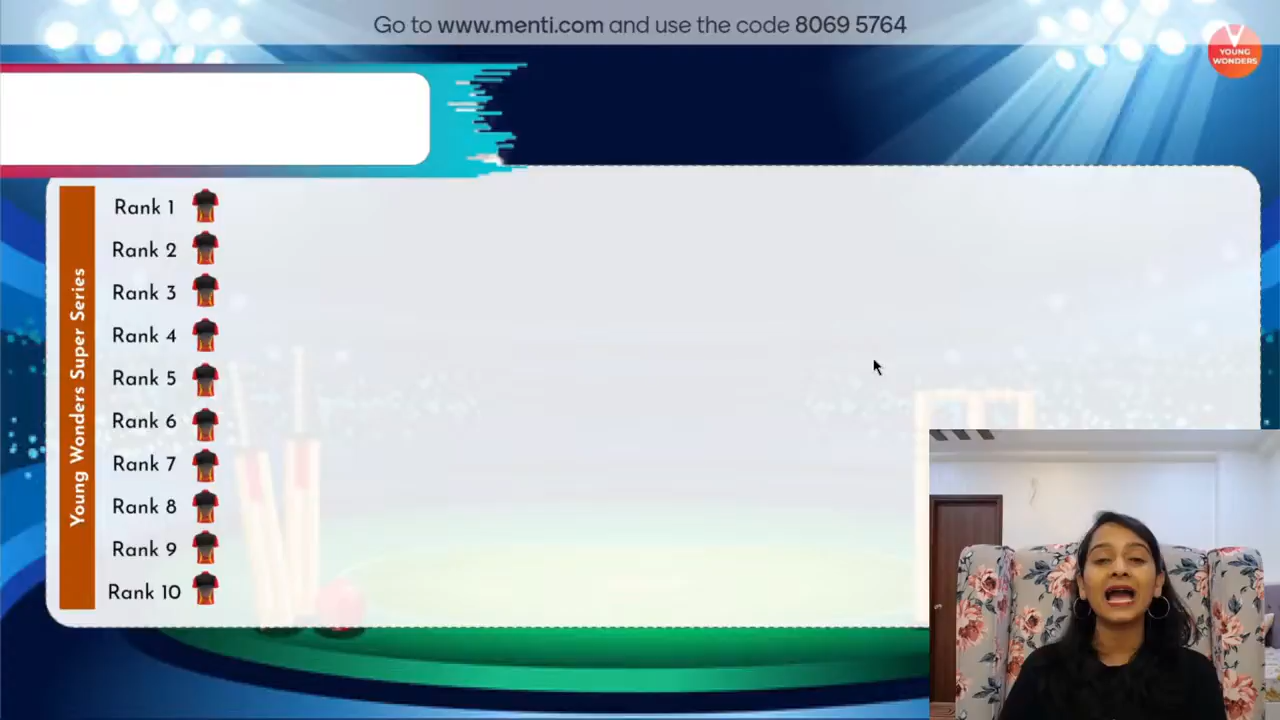 Go to www.menti.com and use the code 8069 5764
YOUNG
WONDERS
Young Wonders Super Series
Rank 1
Rank 2
Rank 3
Rank 4
Rank 5
Rank 6
Rank 7
Rank 8
Rank 9
Rank 10